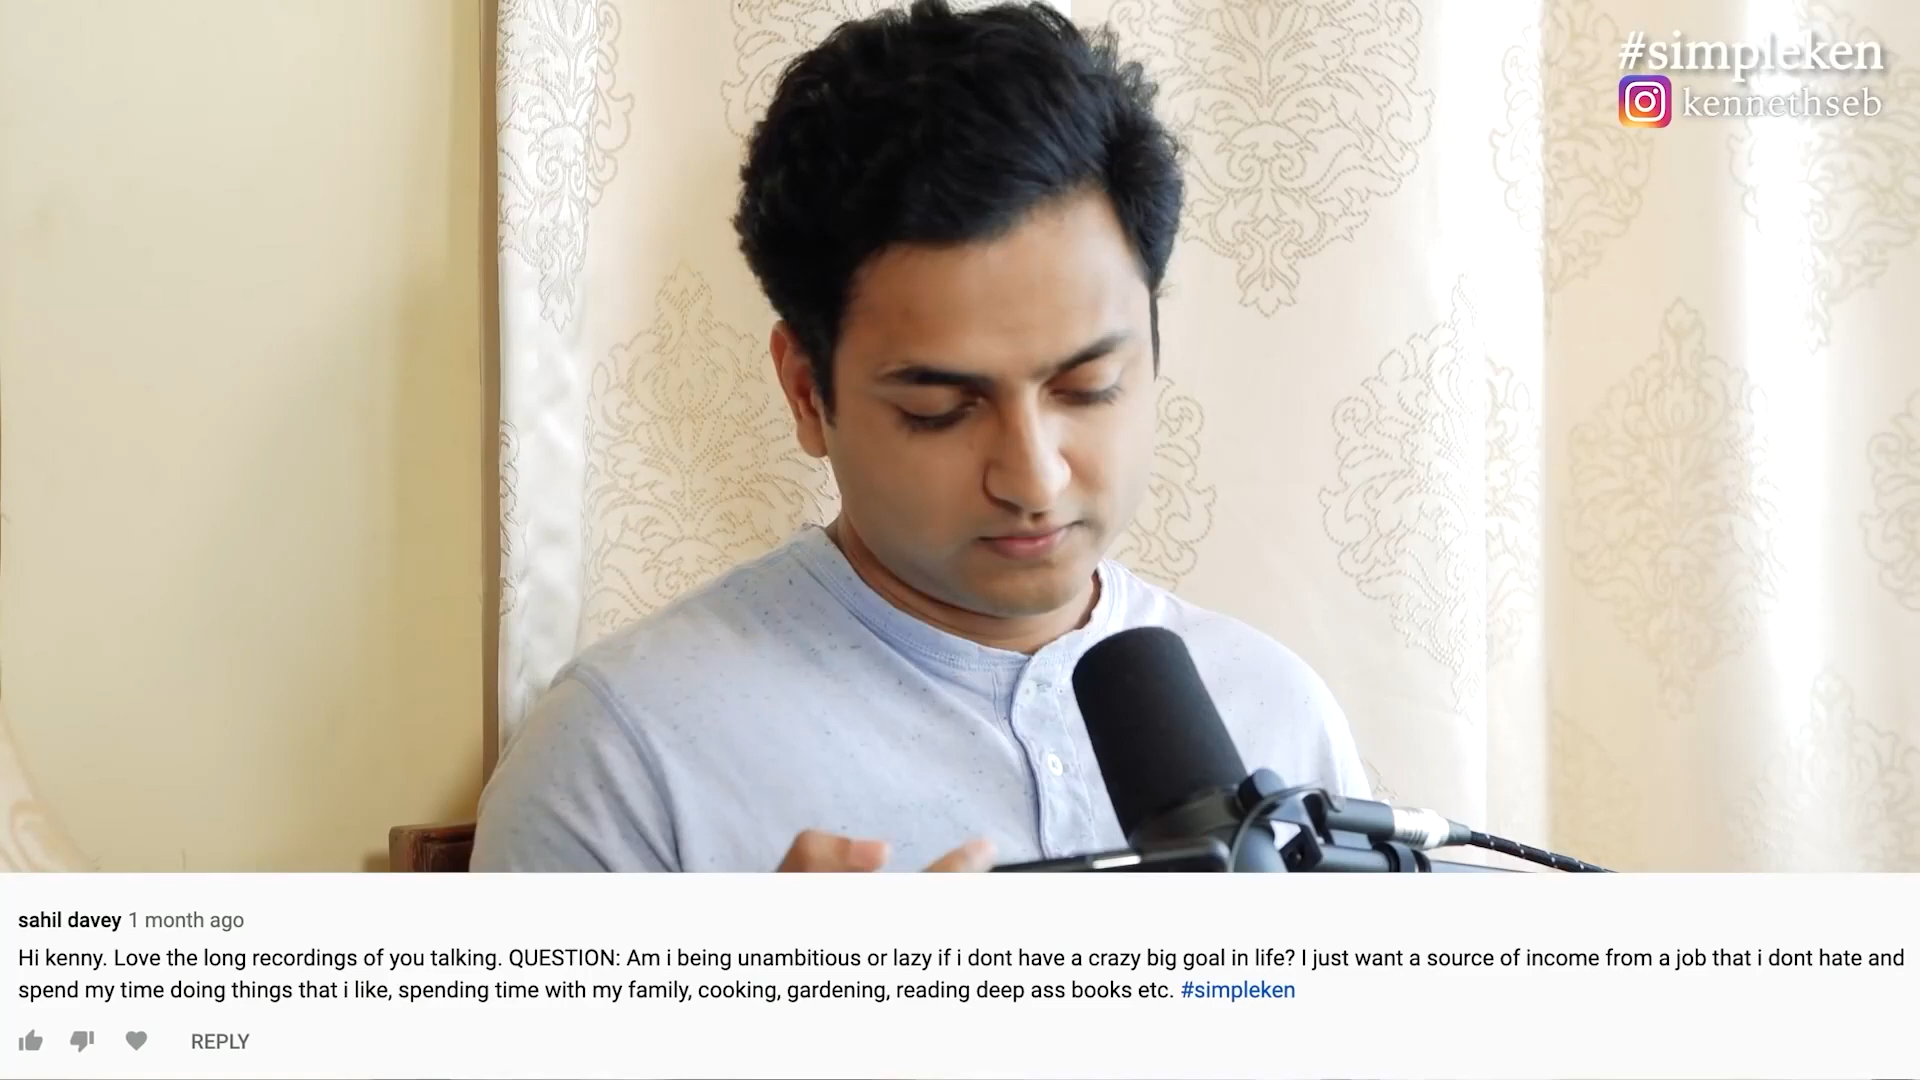 #simpleken
kennethseb
sahil davey 1 month ago
Hi kenny. Love the long recordings of you talking. QUESTION: Am i being unambitious or lazy if i dont have a crazy big goal in life? I just want a source of income from a job that i dont hate and
spend my time doing things that i like, spending time with my family, cooking, gardening, reading deep ass books etc. #simpleken
REPLY